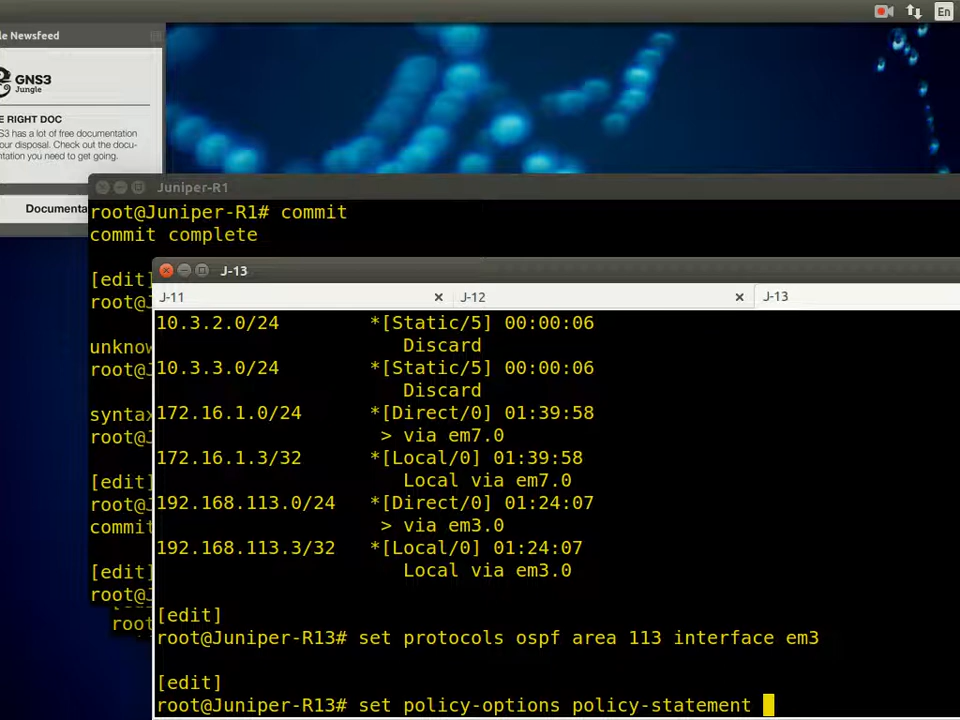 En
le Newsfeed
GNS3
Jungle
E RIGHT DOC
S3 has a lot of free documentation
our disposal. Check out the docu-
entation you need to get going.
Documenta
Juniper-R1
root@Juniper-R1# commit
commit complete
[edit]
root@J
unknow
root@J
syntax
root@J
[edit]
root@J
commit
[edit]
root@J
root
J-13
J-11
J-12
J-13
10.3.2.0/24 *[Static/5] 00:00:06
Discard
10.3.3.0/24 *[Static/5] 00:00:06
Discard
172.16.1.0/24 *[Direct/0] 01:39:58
> via em7.0
172.16.1.3/32 *[Local/0] 01:39:58
Local via em7.0
192.168.113.0/24 *[Direct/0] 01:24:07
> via em3.0
192.168.113.3/32 *[Local/0] 01:24:07
Local via em3.0
[edit]
root@Juniper-R13# set protocols ospf area 113 interface em3
[edit]
root@Juniper-R13# set policy-options policy-statement